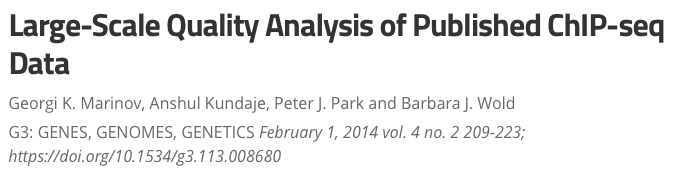 Large-Scale Quality Analysis of Published ChIP-seq
Data
Georgi K. Marinov, Anshul Kundaje, Peter J. Park and Barbara J. Wold
G3: GENES, GENOMES, GENETICS February 1, 2014 vol. 4 no. 2 209-223;
https://doi.org/10.1534/g3.113.008680